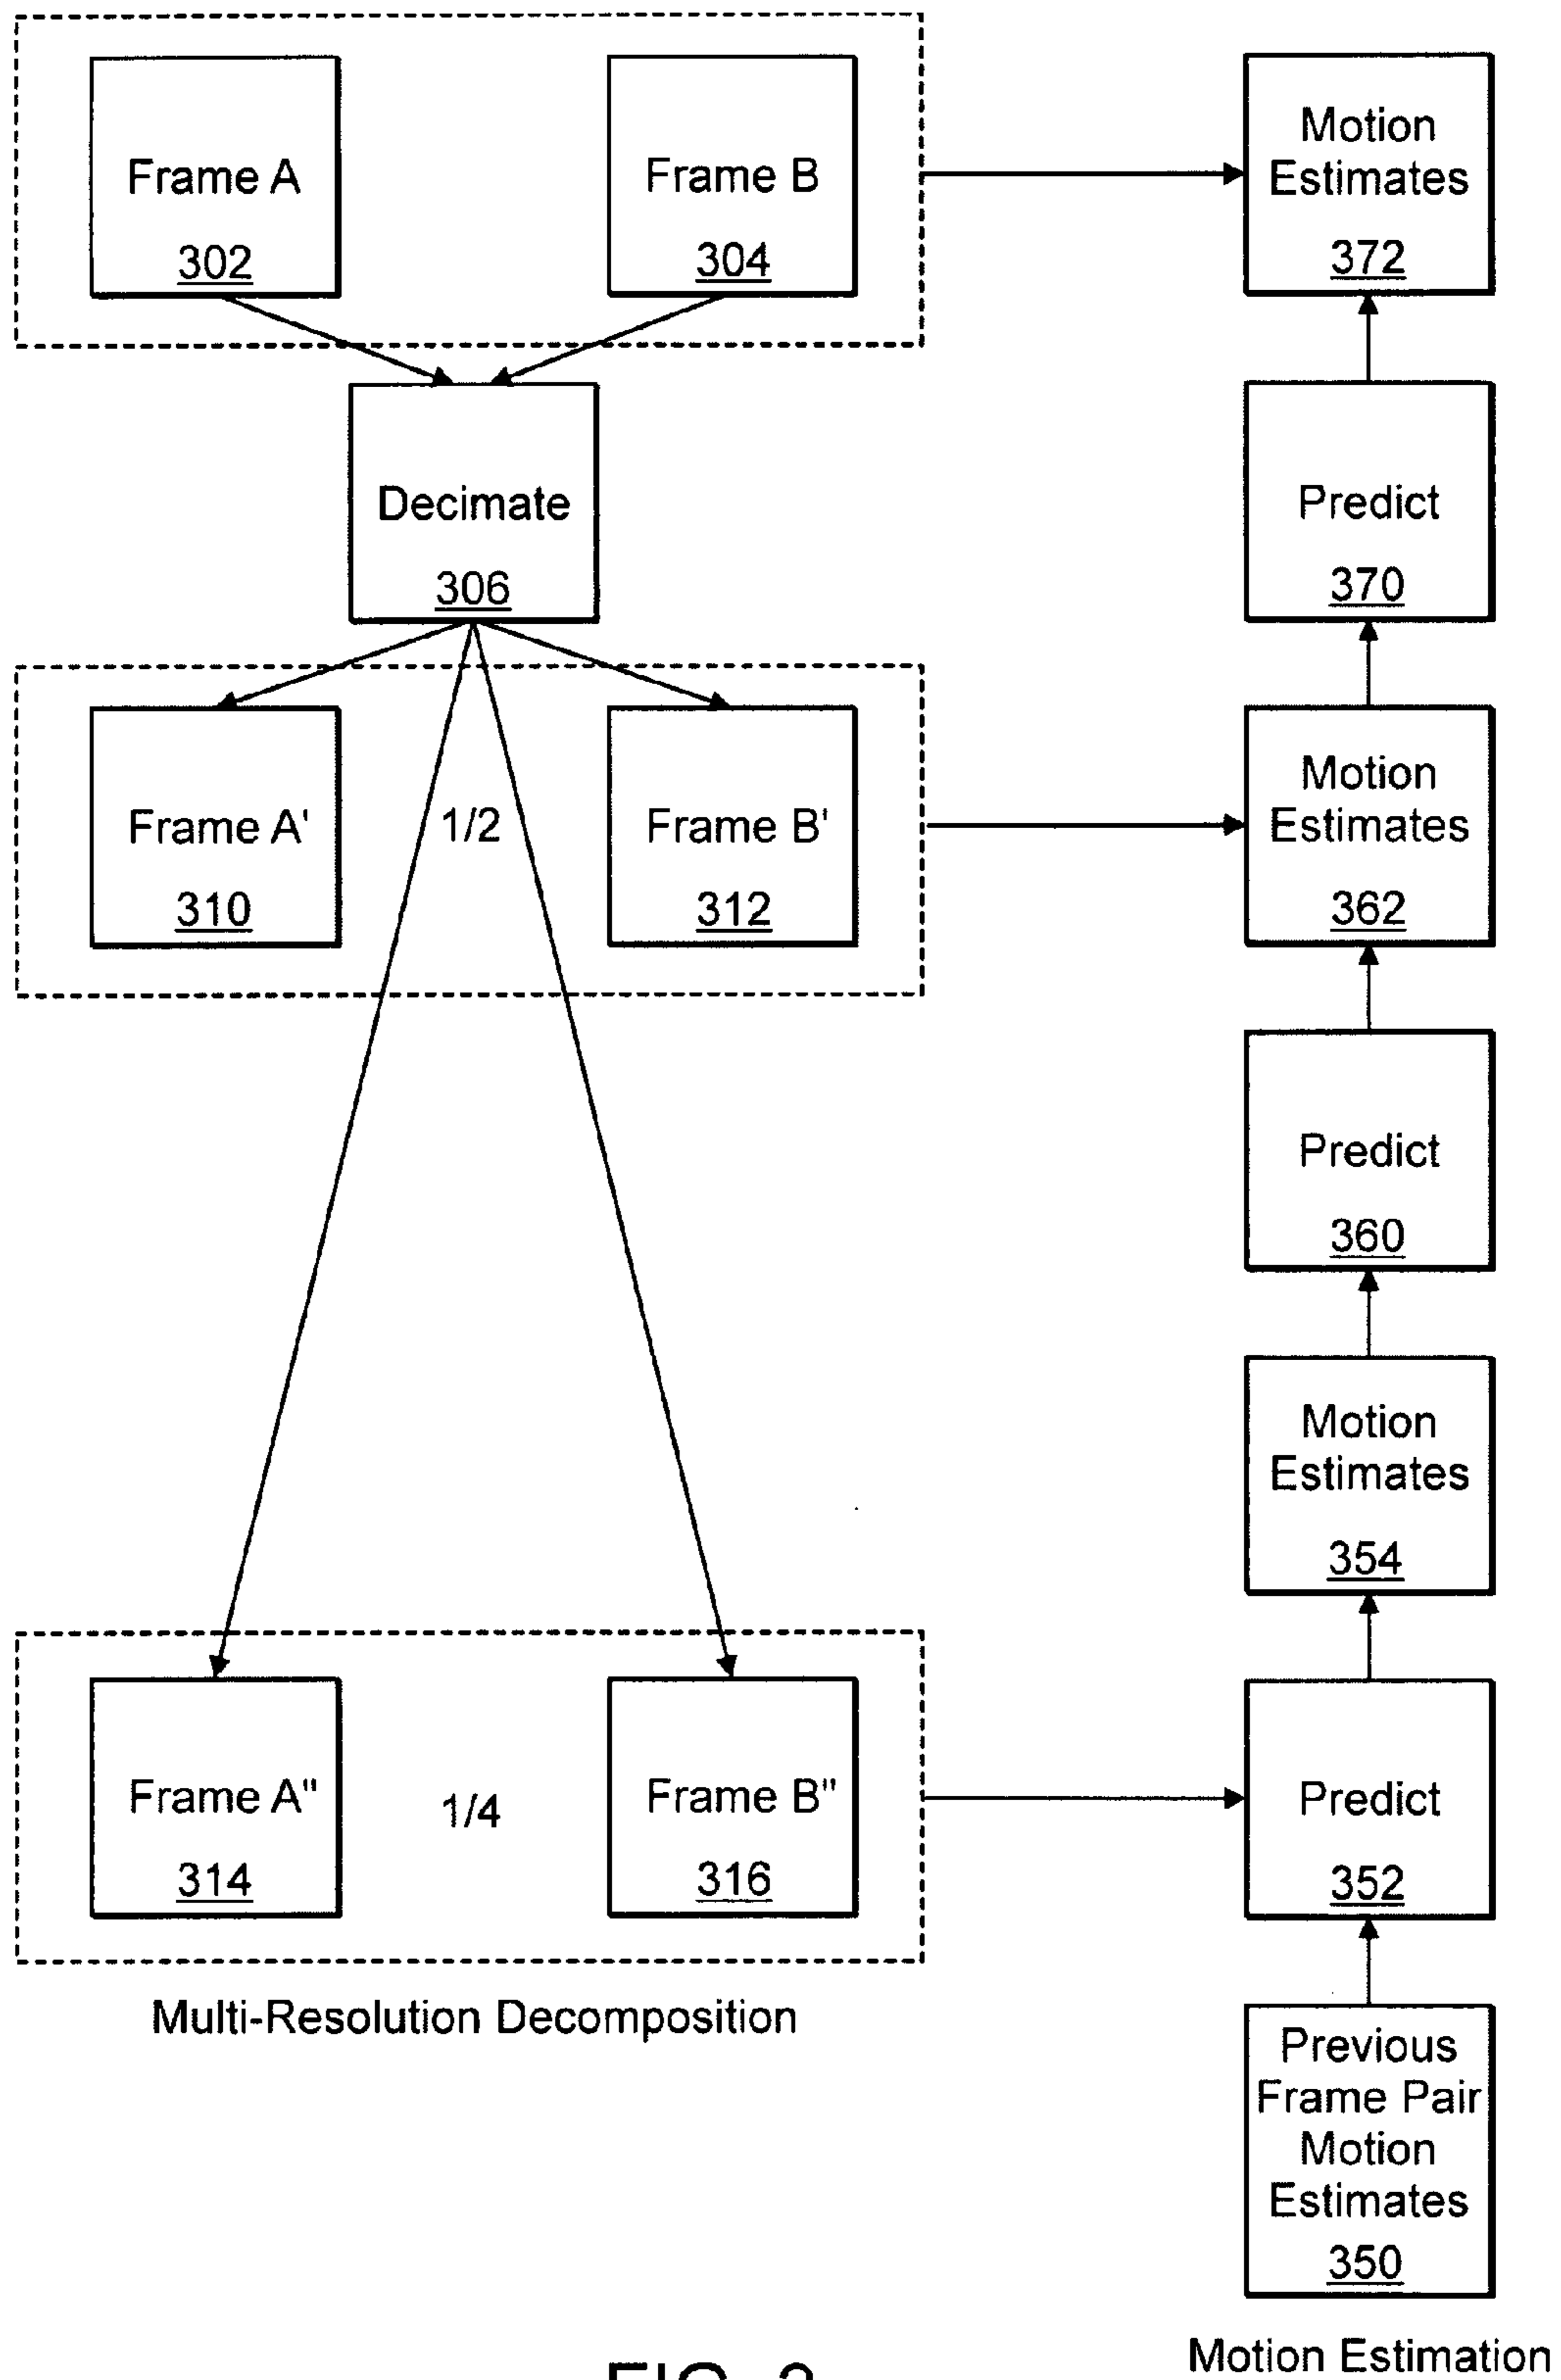 Frame A
302
Frame B
304
Motion
Estimates
372
Decimate
306
Predict
370
Frame A'
310
1/2
Frame B'
312
Motion
Estimates
362
Predict
360
Motion
Estimates
354
Frame A"
314
1/4
Frame B"
316
Predict
352
Multi-Resolution Decomposition
Previous
Frame Pair
Motion
Estimates
350
Motion Estimation